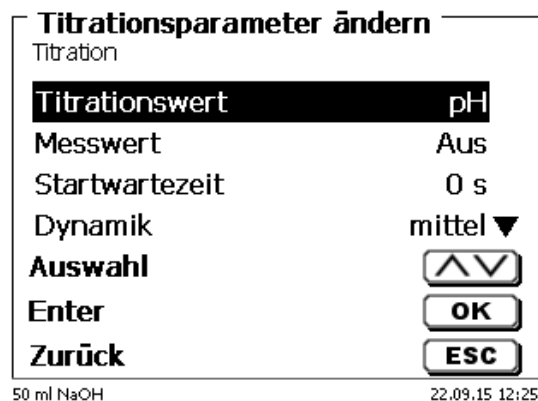 Titrationsparameter ändern
Titration
Titrationswert pH
Messwert Aus
Startwartezeit 0 s
Dynamik mittel ▼
Auswahl
Enter OK
Zurück ESC
50 ml NaOH 22.09.15 12:25